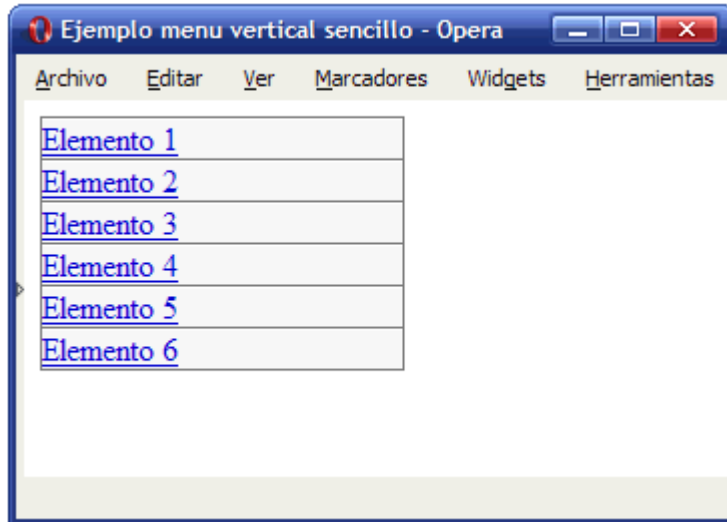 Ejemplo menu vertical sencillo - Opera
Archivo Editar Ver Marcadores Widgets Herramientas
Elemento 1
Elemento 2
Elemento 3
Elemento 4
Elemento 5
Elemento 6